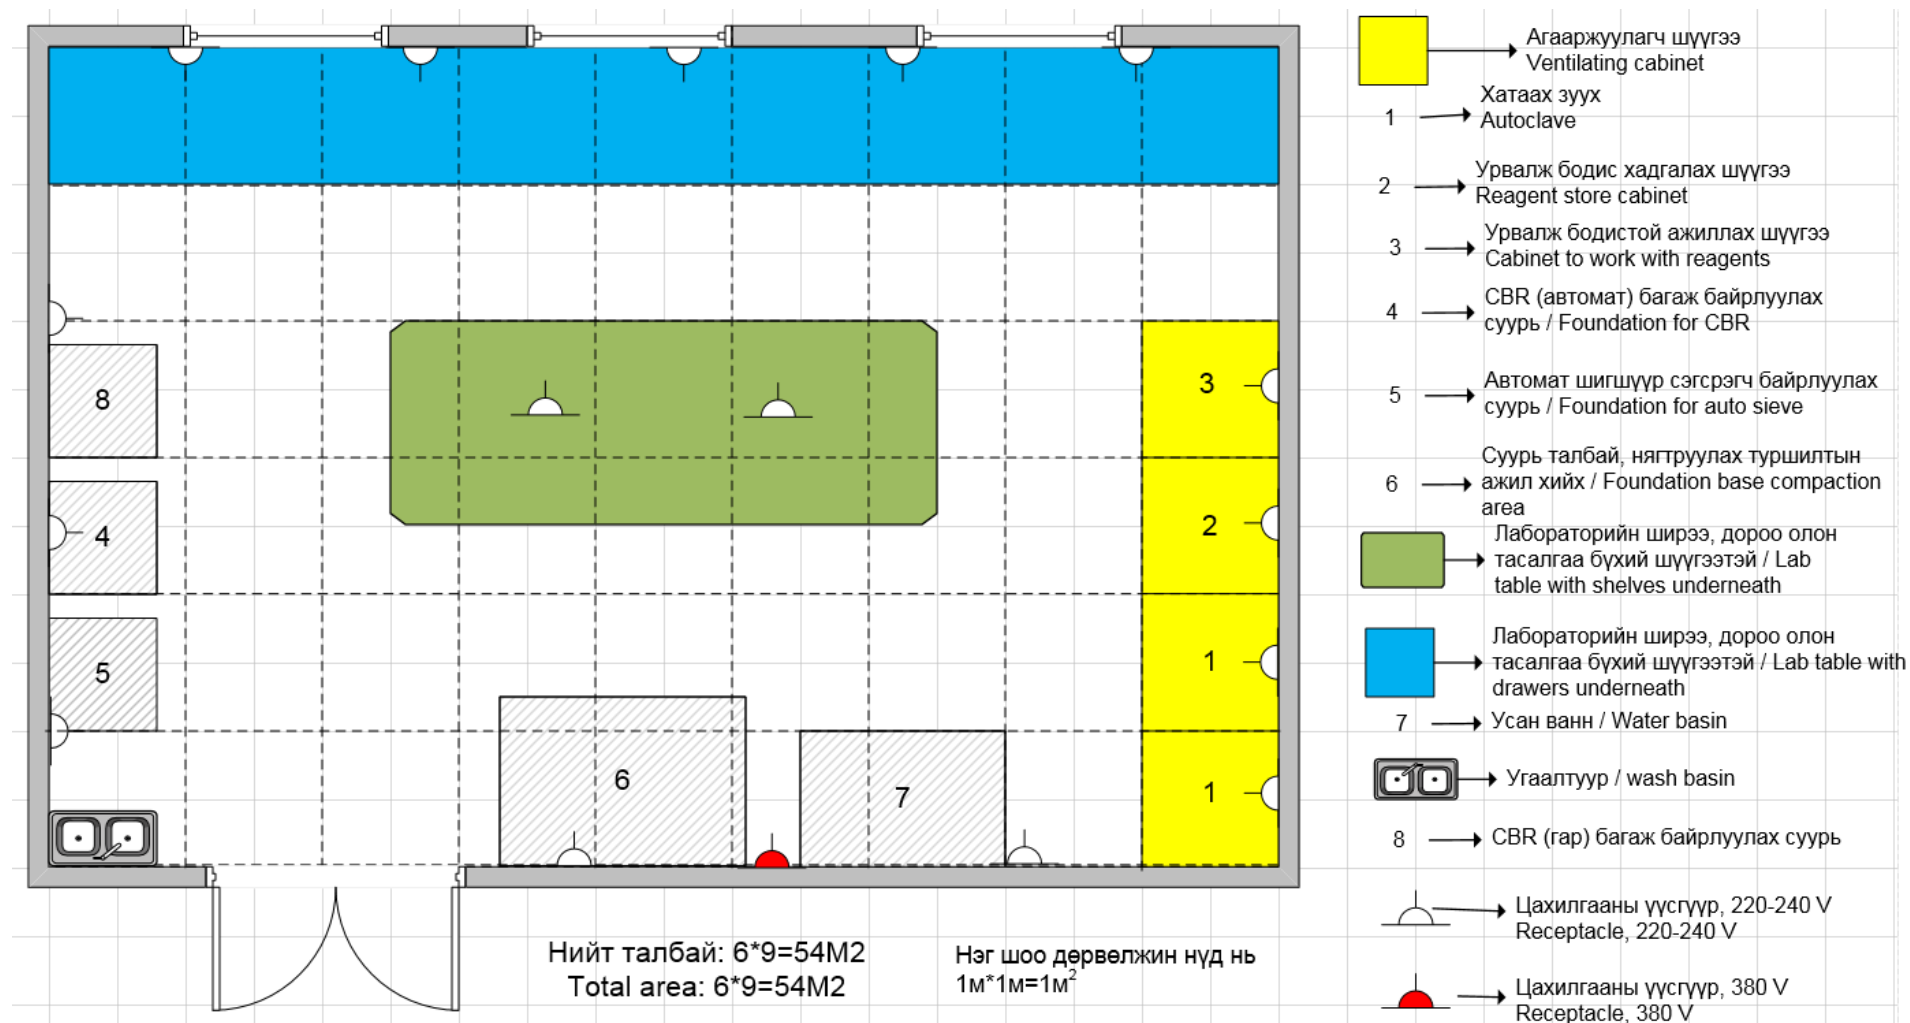 8
4
5
6
7
3
2
1
1
Нийт талбай: 6*9=54М2
Total area: 6*9=54M2
Нэг шоо дөрвөлжин нүд нь
1м*1м=1м²
Агааржуулагч шүүгээ
Ventilating cabinet
1
Хатаах зуух
Autoclave
2
Урвалж бодис хадгалах шүүгээ
Reagent store cabinet
3
Урвалж бодистой ажиллах шүүгээ
Cabinet to work with reagents
4
CBR (автомат) багаж байрлуулах
суурь / Foundation for CBR
5
Автомат шигшүүр сэгсрэгч байрлуулах
суурь / Foundation for auto sieve
6
Суурь талбай, нягтруулах туршилтын
ажил хийх / Foundation base compaction
area
Лабораторийн ширээ, дороо олон
тасалгаа бүхий шүүгээтэй / Lab
table with shelves underneath
Лабораторийн ширээ, дороо олон
тасалгаа бүхий шүүгээтэй / Lab table with
drawers underneath
7
Усан ванн / Water basin
Угаалтуур / wash basin
8
CBR (гар) багаж байрлуулах суурь
Цахилгааны үүсгүүр, 220-240 V
Receptacle, 220-240 V
Цахилгааны үүсгүүр, 380 V
Receptacle, 380 V